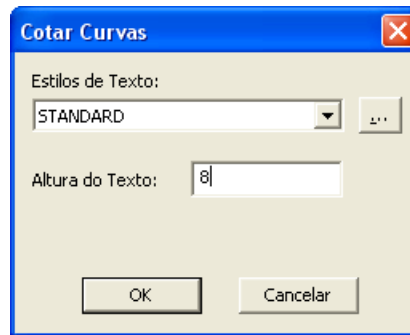 Cotar Curvas
Estilos de Texto:
STANDARD
...
Altura do Texto: 8
OK Cancelar